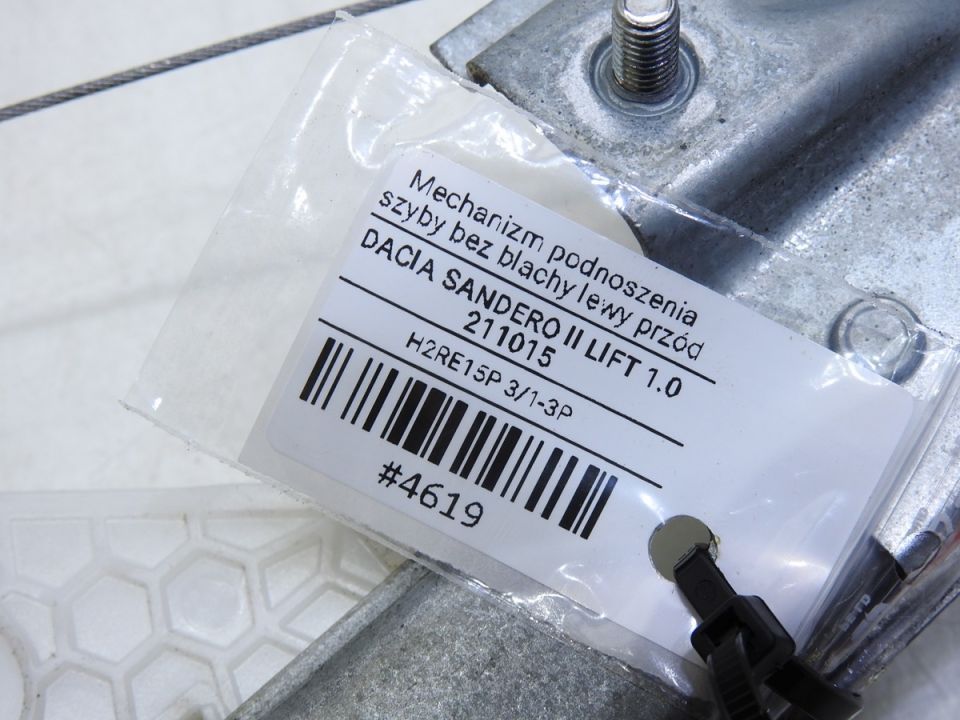 Mechanizm podnoszenia
szyby bez blachy lewy przód
DACIA SANDERO II LIFT 1.0
211015
H2RE15P 3/1-3P
#4619